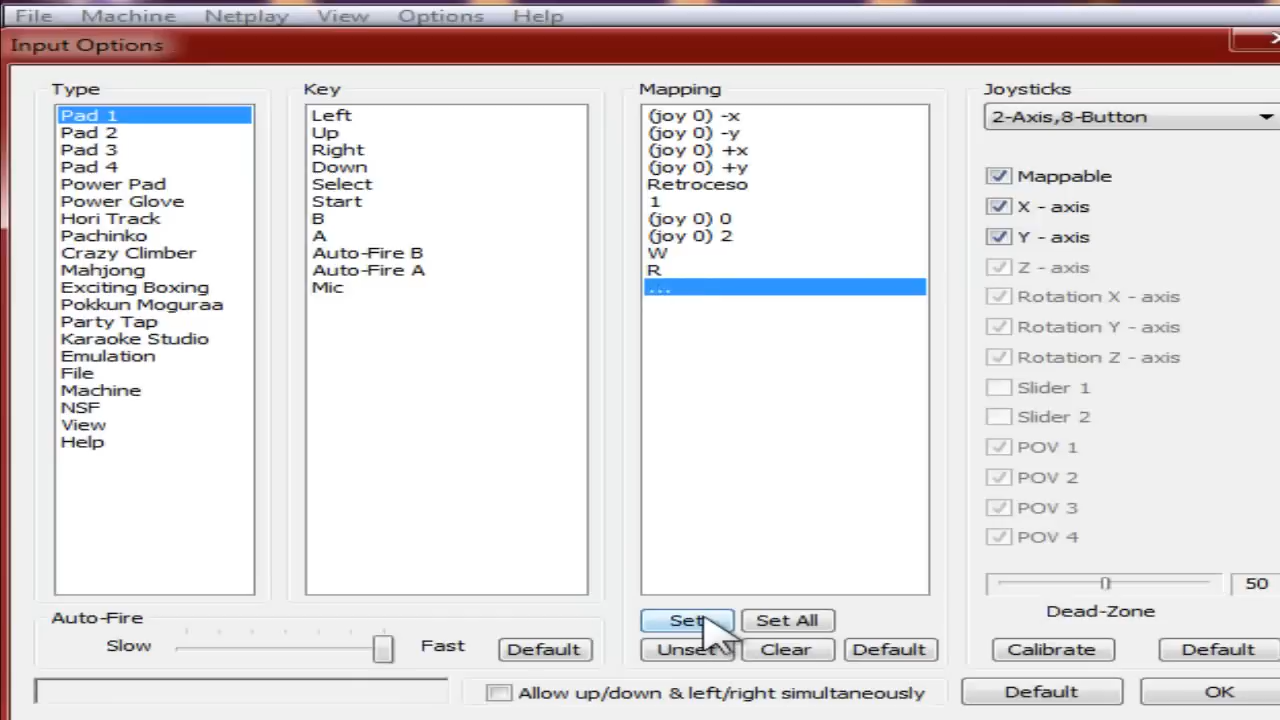 File Machine Netplay View Options Help
Input Options
Type
Pad 1
Pad 2
Pad 3
Pad 4
Power Pad
Power Glove
Hori Track
Pachinko
Crazy Climber
Mahjong
Exciting Boxing
Pokkun Moguraa
Party Tap
Karaoke Studio
Emulation
File
Machine
NSF
View
Help
Key
Left
Up
Right
Down
Select
Start
B
A
Auto-Fire B
Auto-Fire A
Mic
Mapping
(joy 0) -x
(joy 0) -y
(joy 0) +x
(joy 0) +y
Retroceso
1
(joy 0) 0
(joy 0) 2
W
R
...
Set Set All
Unset Clear Default
Joysticks
2-Axis,8-Button
Mappable
X - axis
Y - axis
Z - axis
Rotation X - axis
Rotation Y - axis
Rotation Z - axis
Slider 1
Slider 2
POV 1
POV 2
POV 3
POV 4
50
Dead-Zone
Calibrate Default
Auto-Fire
Slow Fast Default
Allow up/down & left/right simultaneously
Default OK